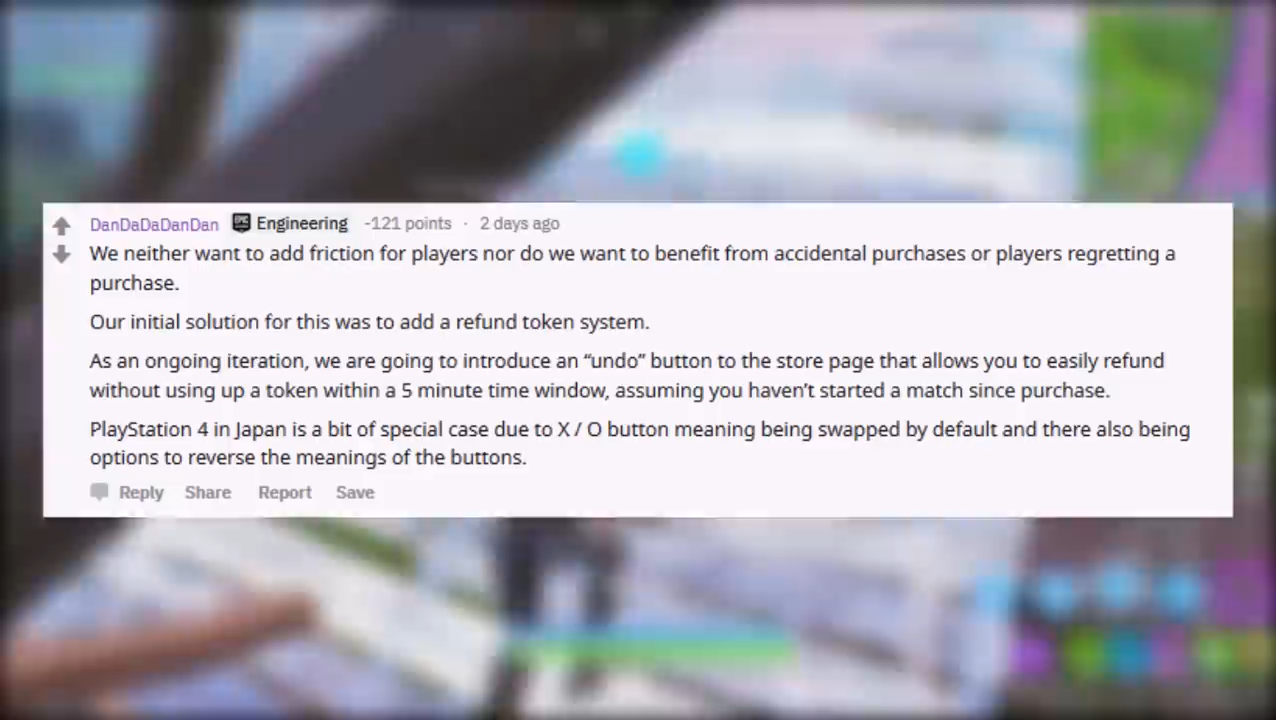 DanDaDaDanDan EPIC Engineering -121 points · 2 days ago
We neither want to add friction for players nor do we want to benefit from accidental purchases or players regretting a
purchase.
Our initial solution for this was to add a refund token system.
As an ongoing iteration, we are going to introduce an “undo” button to the store page that allows you to easily refund
without using up a token within a 5 minute time window, assuming you haven’t started a match since purchase.
PlayStation 4 in Japan is a bit of special case due to X / O button meaning being swapped by default and there also being
options to reverse the meanings of the buttons.
Reply Share Report Save